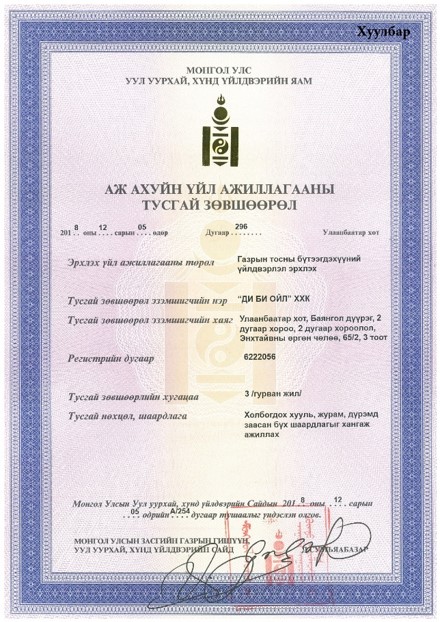 Хуулбар
МОНГОЛ УЛС
УУЛ УУРХАЙ, ХҮНД ҮЙЛДВЭРИЙН ЯАМ
АЖ АХУЙН ҮЙЛ АЖИЛЛАГААНЫ
ТУСГАЙ ЗӨВШӨӨРӨЛ
2018 оны 12 сарын 05 өдөр Дугаар 296 Улаанбаатар хот
Эрхлэх үйл ажиллагааны төрөл Газрын тосны бүтээгдэхүүний
үйлдвэрлэл эрхлэх
Тусгай зөвшөөрөл эзэмшигчийн нэр "ДИ БИ ОЙЛ" ХХК
Тусгай зөвшөөрөл эзэмшигчийн хаяг Улаанбаатар хот, Баянгол дүүрэг, 2
дугаар хороо, 2 дугаар хороолол,
Энхтайвны өргөн чөлөө, 65/2, 3 тоот
Регистрийн дугаар 6222056
Тусгай зөвшөөрлийн хугацаа 3 /гурван жил/
Тусгай нөхцөл, шаардлага Холбогдох хууль, журам, дүрэмд
заасан бүх шаардлагыг хангаж
ажиллах
Монгол Улсын Уул уурхай, хүнд үйлдвэрийн Сайдын 2018 оны 12 сарын
05 өдрийн А/254 дугаар тушаалыг үндэслэн олгов.
МОНГОЛ УЛСЫН ЗАСГИЙН ГАЗРЫН ГИШҮҮН,
УУЛ УУРХАЙ, ХҮНД ҮЙЛДВЭРИЙН САЙД Д.СУМЪЯАБАЗАР